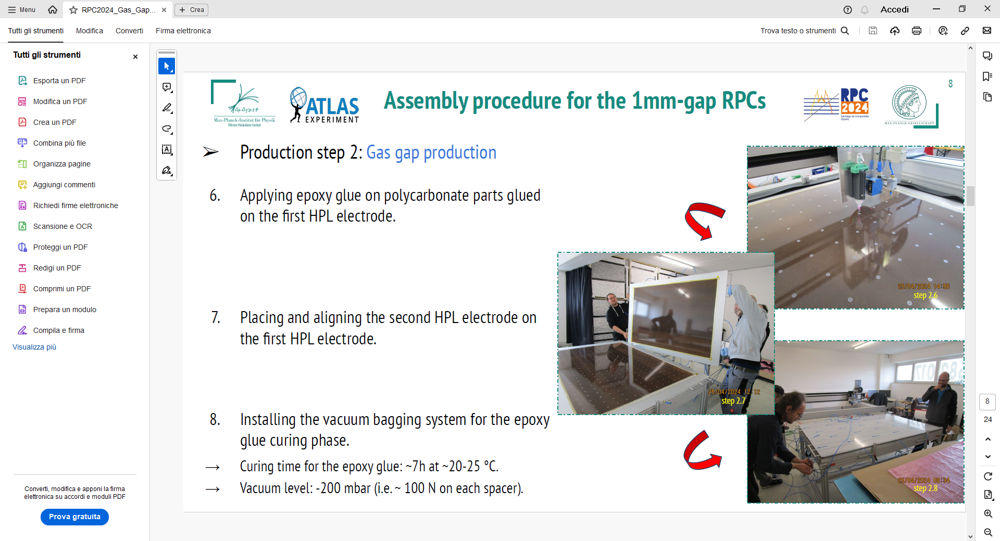 Menu
RPC2024_Gas_Gap...
Crea
Accedi
Tutti gli strumenti
Modifica
Converti
Firma elettronica
Trova testo o strumenti
Tutti gli strumenti
Esporta un PDF
Modifica un PDF
Crea un PDF
Combina più file
Organizza pagine
Aggiungi commenti
Richiedi firme elettroniche
Scansione e OCR
Proteggi un PDF
Redigi un PDF
Comprimi un PDF
Prepara un modulo
Compila e firma
Visualizza più
Converti, modifica e apponi la firma
elettronica su accordi e moduli PDF
Prova gratuita
8
Max-Planck-Institut für Physik
(Werner-Heisenberg-Institut)
ATLAS
EXPERIMENT
Assembly procedure for the 1mm-gap RPCs
RPC
2024
Santiago de Compostela
(Spain)
MAX-PLANCK-GESELLSCHAFT
➢ Production step 2: Gas gap production
6. Applying epoxy glue on polycarbonate parts glued
on the first HPL electrode.
7. Placing and aligning the second HPL electrode on
the first HPL electrode.
8. Installing the vacuum bagging system for the epoxy
glue curing phase.
→ Curing time for the epoxy glue: ~7h at ~20-25 °C.
→ Vacuum level: -200 mbar (i.e. ~ 100 N on each spacer).
25/04/2024 14:56
step 2.6
25/04/2024 12:12
step 2.7
25/04/2024 08:34
step 2.8
8
24